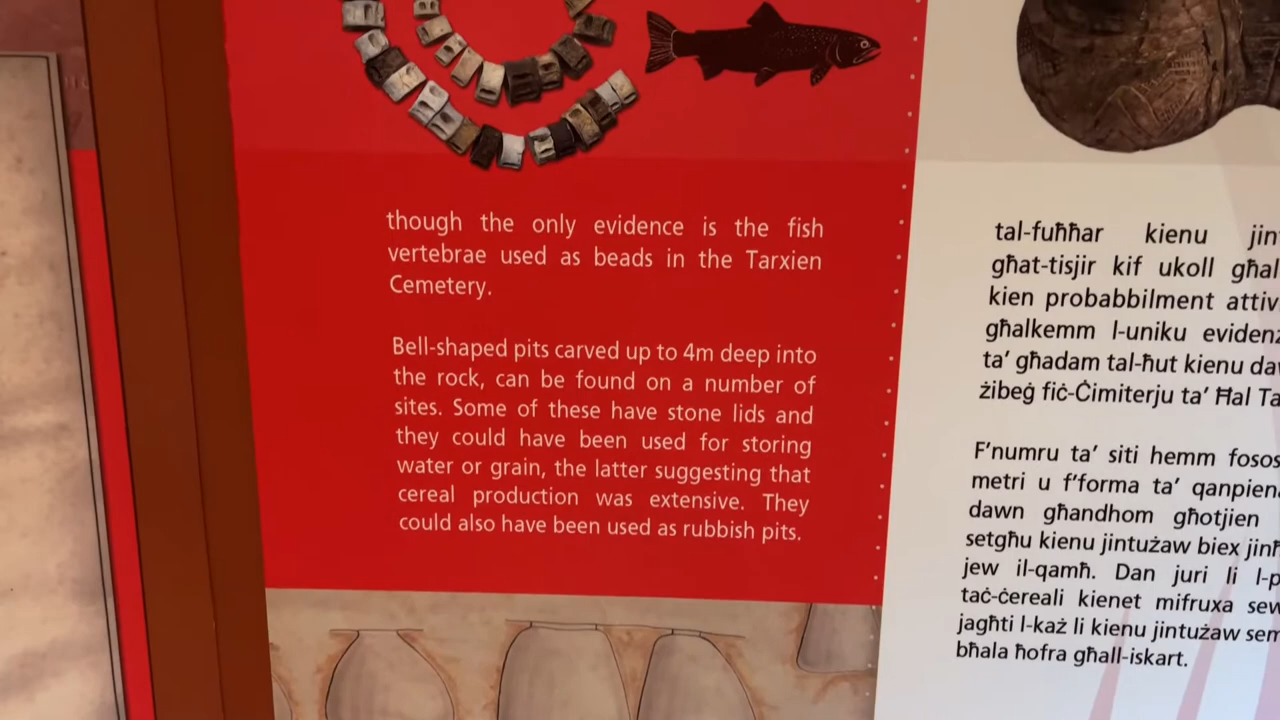 though the only evidence is the fish
vertebrae used as beads in the Tarxien
Cemetery.
Bell-shaped pits carved up to 4m deep into
the rock, can be found on a number of
sites. Some of these have stone lids and
they could have been used for storing
water or grain, the latter suggesting that
cereal production was extensive. They
could also have been used as rubbish pits.
tal-fuħħar kienu
għat-tisjir kif ukoll għal
kien probabbilment
għalkemm l-uniku
ta' għadam tal-ħut kienu
żibeġ fiċ-Ċimiterju ta' Ħal
F'numru ta' siti hemm
metri u f'forma ta'
dawn għandhom għotjien
setgħu kienu jintużaw biex
jew il-qamħ. Dan juri li
taċ-ċereali kienet mifruxa
jagħti l-każ li kienu jintużaw
bħala ħofra għall-iskart.